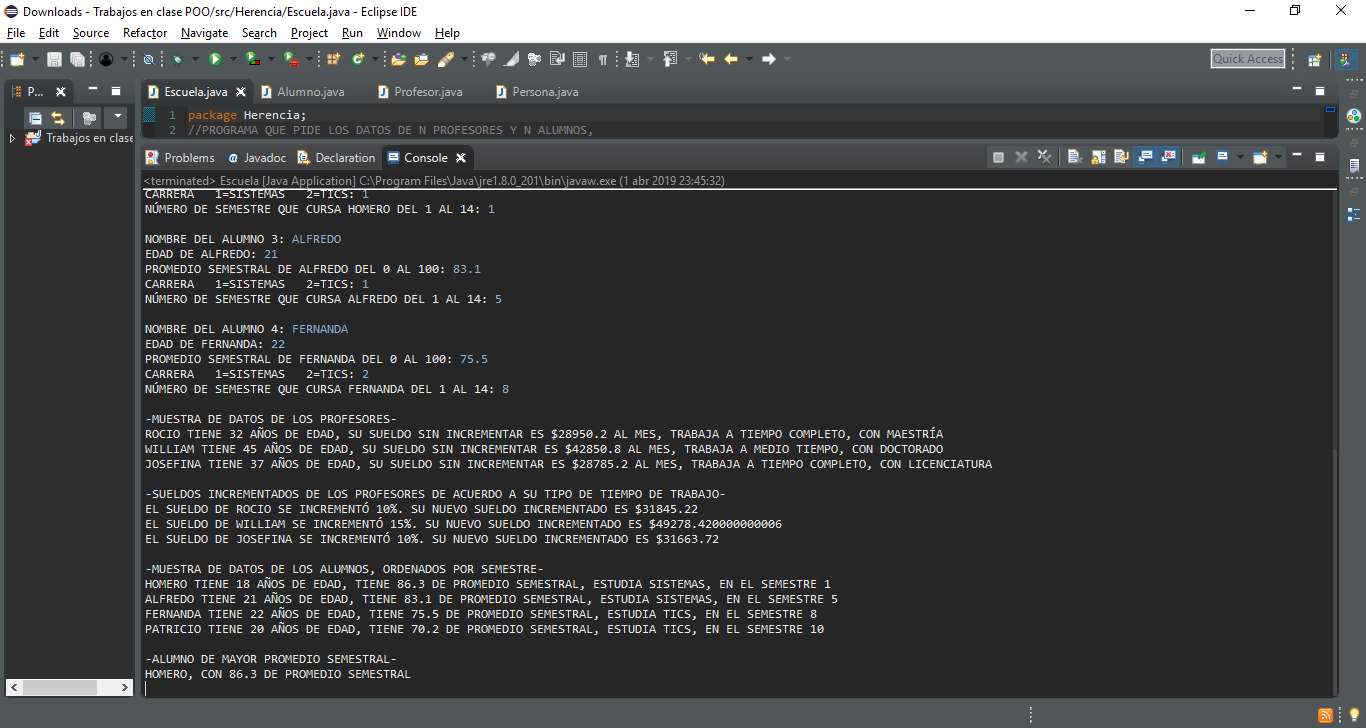 Downloads - Trabajos en clase POO/src/Herencia/Escuela.java - Eclipse IDE
File Edit Source Refactor Navigate Search Project Run Window Help
Quick Access
P... Escuela.java Alumno.java Profesor.java Persona.java
1 package Herencia;
2 //PROGRAMA QUE PIDE LOS DATOS DE N PROFESORES Y N ALUMNOS,
Trabajos en clase
Problems @ Javadoc Declaration Console
<terminated> Escuela [Java Application] C:\Program Files\Java\jre1.8.0_201\bin\javaw.exe (1 abr 2019 23:45:32)
CARRERA 1=SISTEMAS 2=TICS: 1
NÚMERO DE SEMESTRE QUE CURSA HOMERO DEL 1 AL 14: 1
NOMBRE DEL ALUMNO 3: ALFREDO
EDAD DE ALFREDO: 21
PROMEDIO SEMESTRAL DE ALFREDO DEL 0 AL 100: 83.1
CARRERA 1=SISTEMAS 2=TICS: 1
NÚMERO DE SEMESTRE QUE CURSA ALFREDO DEL 1 AL 14: 5
NOMBRE DEL ALUMNO 4: FERNANDA
EDAD DE FERNANDA: 22
PROMEDIO SEMESTRAL DE FERNANDA DEL 0 AL 100: 75.5
CARRERA 1=SISTEMAS 2=TICS: 2
NÚMERO DE SEMESTRE QUE CURSA FERNANDA DEL 1 AL 14: 8
-MUESTRA DE DATOS DE LOS PROFESORES-
ROCIO TIENE 32 AÑOS DE EDAD, SU SUELDO SIN INCREMENTAR ES $28950.2 AL MES, TRABAJA A TIEMPO COMPLETO, CON MAESTRÍA
WILLIAM TIENE 45 AÑOS DE EDAD, SU SUELDO SIN INCREMENTAR ES $42850.8 AL MES, TRABAJA A MEDIO TIEMPO, CON DOCTORADO
JOSEFINA TIENE 37 AÑOS DE EDAD, SU SUELDO SIN INCREMENTAR ES $28785.2 AL MES, TRABAJA A TIEMPO COMPLETO, CON LICENCIATURA
-SUELDOS INCREMENTADOS DE LOS PROFESORES DE ACUERDO A SU TIPO DE TIEMPO DE TRABAJO-
EL SUELDO DE ROCIO SE INCREMENTÓ 10%. SU NUEVO SUELDO INCREMENTADO ES $31845.22
EL SUELDO DE WILLIAM SE INCREMENTÓ 15%. SU NUEVO SUELDO INCREMENTADO ES $49278.420000000006
EL SUELDO DE JOSEFINA SE INCREMENTÓ 10%. SU NUEVO SUELDO INCREMENTADO ES $31663.72
-MUESTRA DE DATOS DE LOS ALUMNOS, ORDENADOS POR SEMESTRE-
HOMERO TIENE 18 AÑOS DE EDAD, TIENE 86.3 DE PROMEDIO SEMESTRAL, ESTUDIA SISTEMAS, EN EL SEMESTRE 1
ALFREDO TIENE 21 AÑOS DE EDAD, TIENE 83.1 DE PROMEDIO SEMESTRAL, ESTUDIA SISTEMAS, EN EL SEMESTRE 5
FERNANDA TIENE 22 AÑOS DE EDAD, TIENE 75.5 DE PROMEDIO SEMESTRAL, ESTUDIA TICS, EN EL SEMESTRE 8
PATRICIO TIENE 20 AÑOS DE EDAD, TIENE 70.2 DE PROMEDIO SEMESTRAL, ESTUDIA TICS, EN EL SEMESTRE 10
-ALUMNO DE MAYOR PROMEDIO SEMESTRAL-
HOMERO, CON 86.3 DE PROMEDIO SEMESTRAL